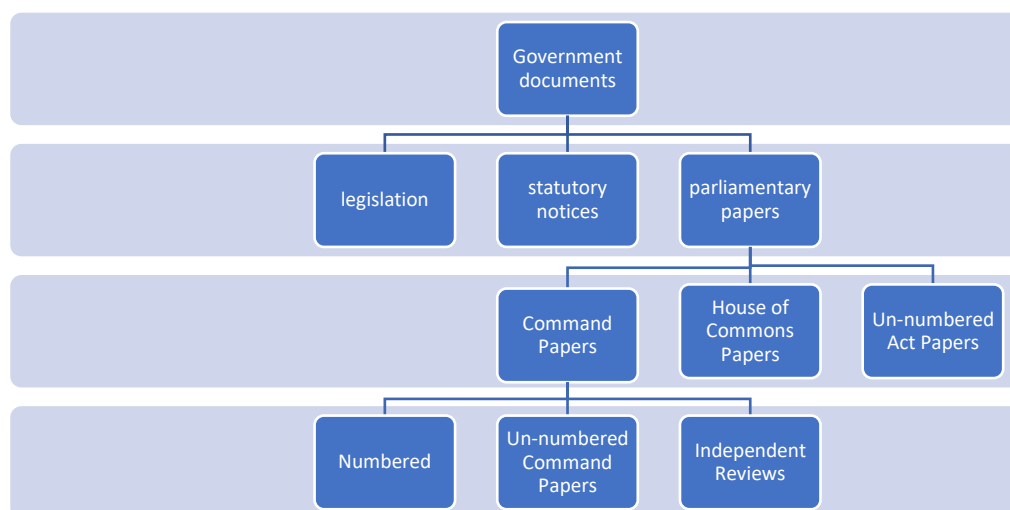 Government
documents
legislation
statutory
notices
parliamentary
papers
Command
Papers
House of
Commons
Papers
Un-numbered
Act Papers
Numbered
Un-numbered
Command
Papers
Independent
Reviews